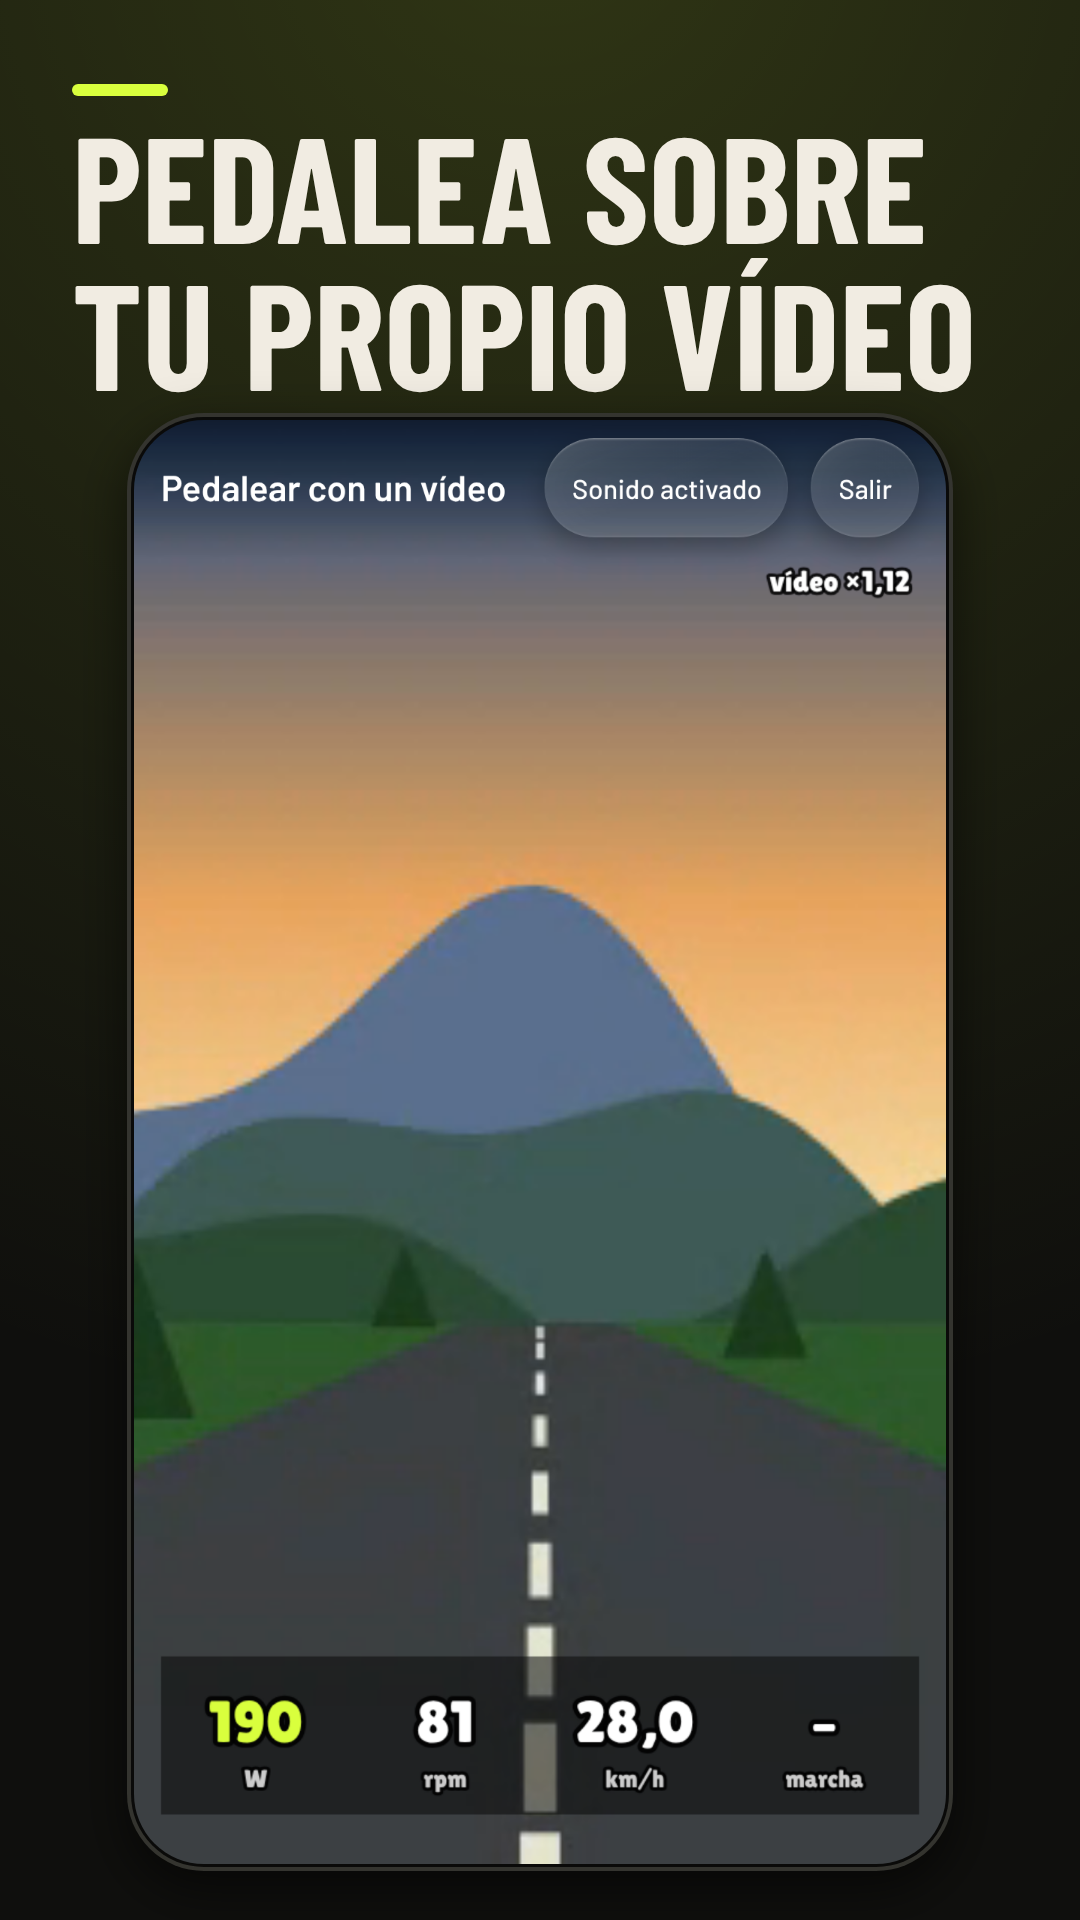 PEDALEA SOBRE
TU PROPIO VÍDEO
Pedalear con un vídeo
Sonido activado
Salir
vídeo ×1,12
190 81 28,0 –
W rpm km/h marcha